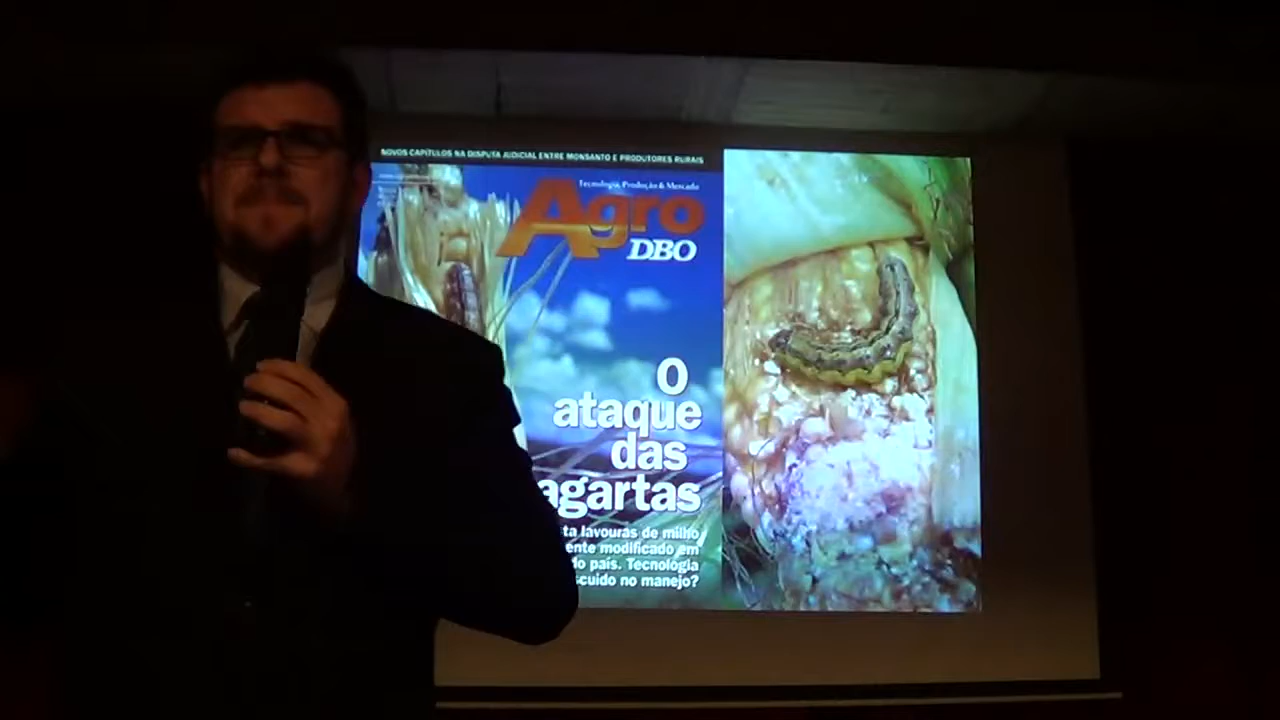 NOVOS CAPÍTULOS NA DISPUTA JUDICIAL ENTRE MONSANTO E PRODUTORES RURAIS
Tecnologia, Produção & Mercado
Agro
DBO
O
ataque
das
agartas
ta lavouras de milho
ente modificado em
do país. Tecnologia
scuido no manejo?